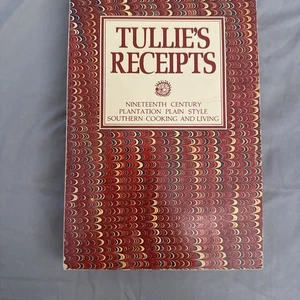 TULLIE'S
RECEIPTS
NINETEENTH CENTURY
PLANTATION PLAIN STYLE
SOUTHERN COOKING AND LIVING